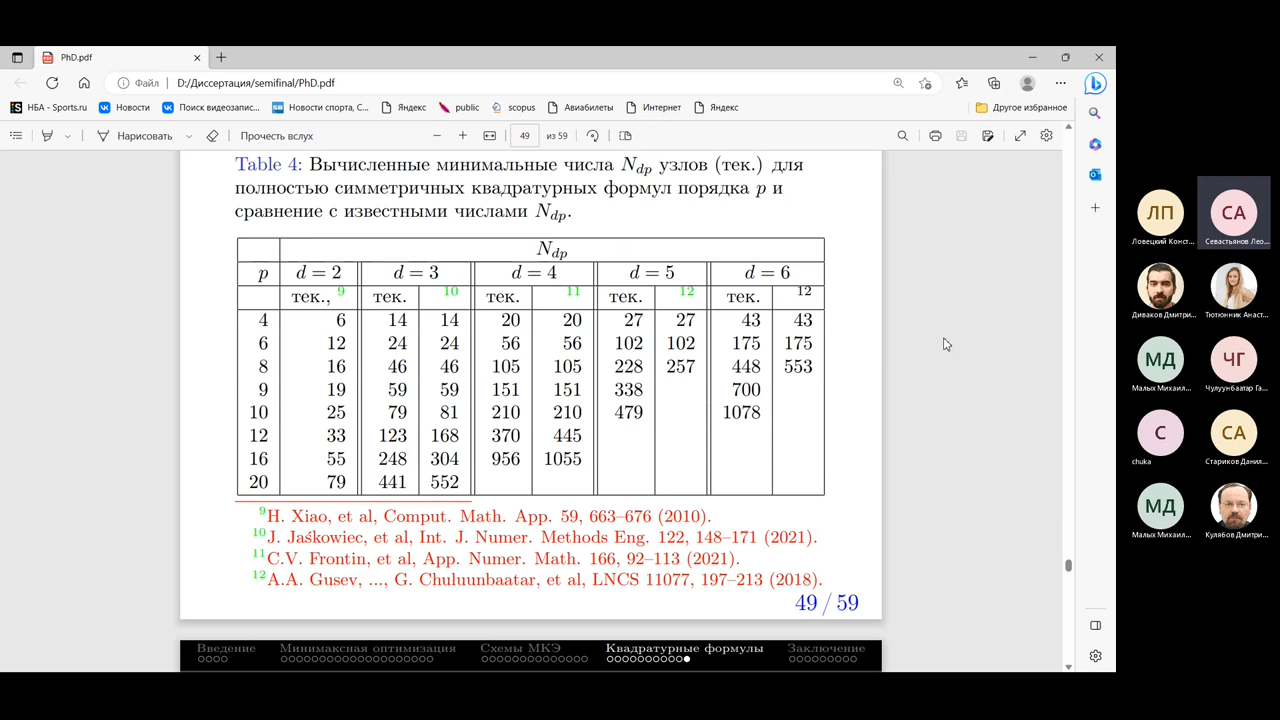 PhD.pdf
Файл D:/Диссертация/semifinal/PhD.pdf
НБА - Sports.ru Новости Поиск видеозапис... Новости спорта, С... Яндекс public scopus Авиабилеты Интернет Яндекс Другое избранное
Нарисовать Прочесть вслух 49 из 59
Table 4: Вычисленные минимальные числа N_dp узлов (тек.) для
полностью симметричных квадратурных формул порядка p и
сравнение с известными числами N_dp.
N_dp
p d = 2 d = 3 d = 4 d = 5 d = 6
тек., 9 тек. 10 тек. 11 тек. 12 тек. 12
4 6 14 14 20 20 27 27 43 43
6 12 24 24 56 56 102 102 175 175
8 16 46 46 105 105 228 257 448 553
9 19 59 59 151 151 338 700
10 25 79 81 210 210 479 1078
12 33 123 168 370 445
16 55 248 304 956 1055
20 79 441 552
9H. Xiao, et al, Comput. Math. App. 59, 663–676 (2010).
10J. Jaśkowiec, et al, Int. J. Numer. Methods Eng. 122, 148–171 (2021).
11C.V. Frontin, et al, App. Numer. Math. 166, 92–113 (2021).
12A.A. Gusev, ..., G. Chuluunbaatar, et al, LNCS 11077, 197–213 (2018).
49 / 59
Введение Минимаксная оптимизация Схемы МКЭ Квадратурные формулы Заключение
ЛП СА
Ловецкий Конст... Севастьянов Лео...
Диваков Дмитри... Тютюнник Анаст...
МД ЧГ
Малых Михаил... Чулуунбаатар Га...
C СА
chuka Стариков Данил...
МД
Малых Михаил... Кулябов Дмитри...